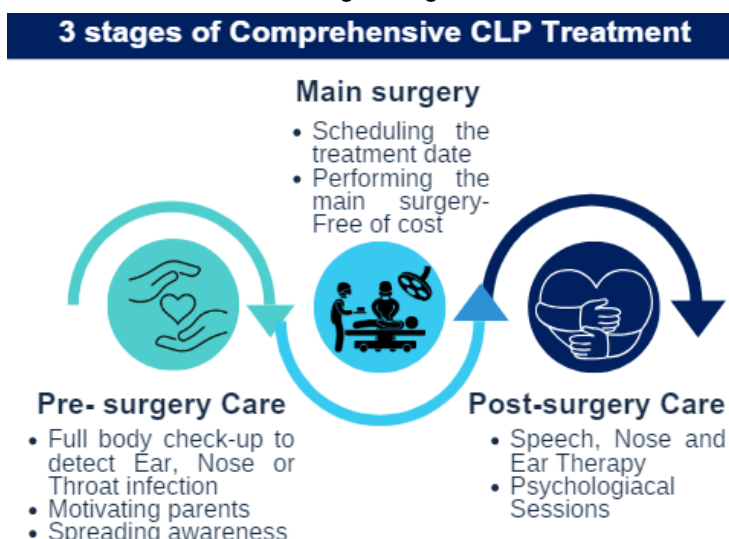 3 stages of Comprehensive CLP Treatment
Main surgery
• Scheduling the
treatment date
• Performing the
main surgery-
Free of cost
Pre- surgery Care
• Full body check-up to
detect Ear, Nose or
Throat infection
• Motivating parents
• Spreading awareness
Post-surgery Care
• Speech, Nose and
Ear Therapy
• Psychologiacal
Sessions